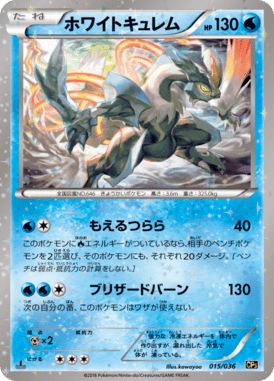 たね
ホワイトキュレム
HP 130
全国図鑑NO.646 きょうかいポケモン 高さ：3.6m 重さ：325.0kg
もえるつらら 40
このポケモンに🔥エネルギーがついているなら、相手のベンチポケ
モンを2匹選び、そのポケモンにも、それぞれ20ダメージ。[ベン
チは弱点・抵抗力の計算をしない。]
ブリザードバーン 130
次の自分の番、このポケモンはワザが使えない。
×2
にげる
Illus.kawayoo
015/036
©2016 Pokémon/Nintendo/Creatures/GAME FREAK.